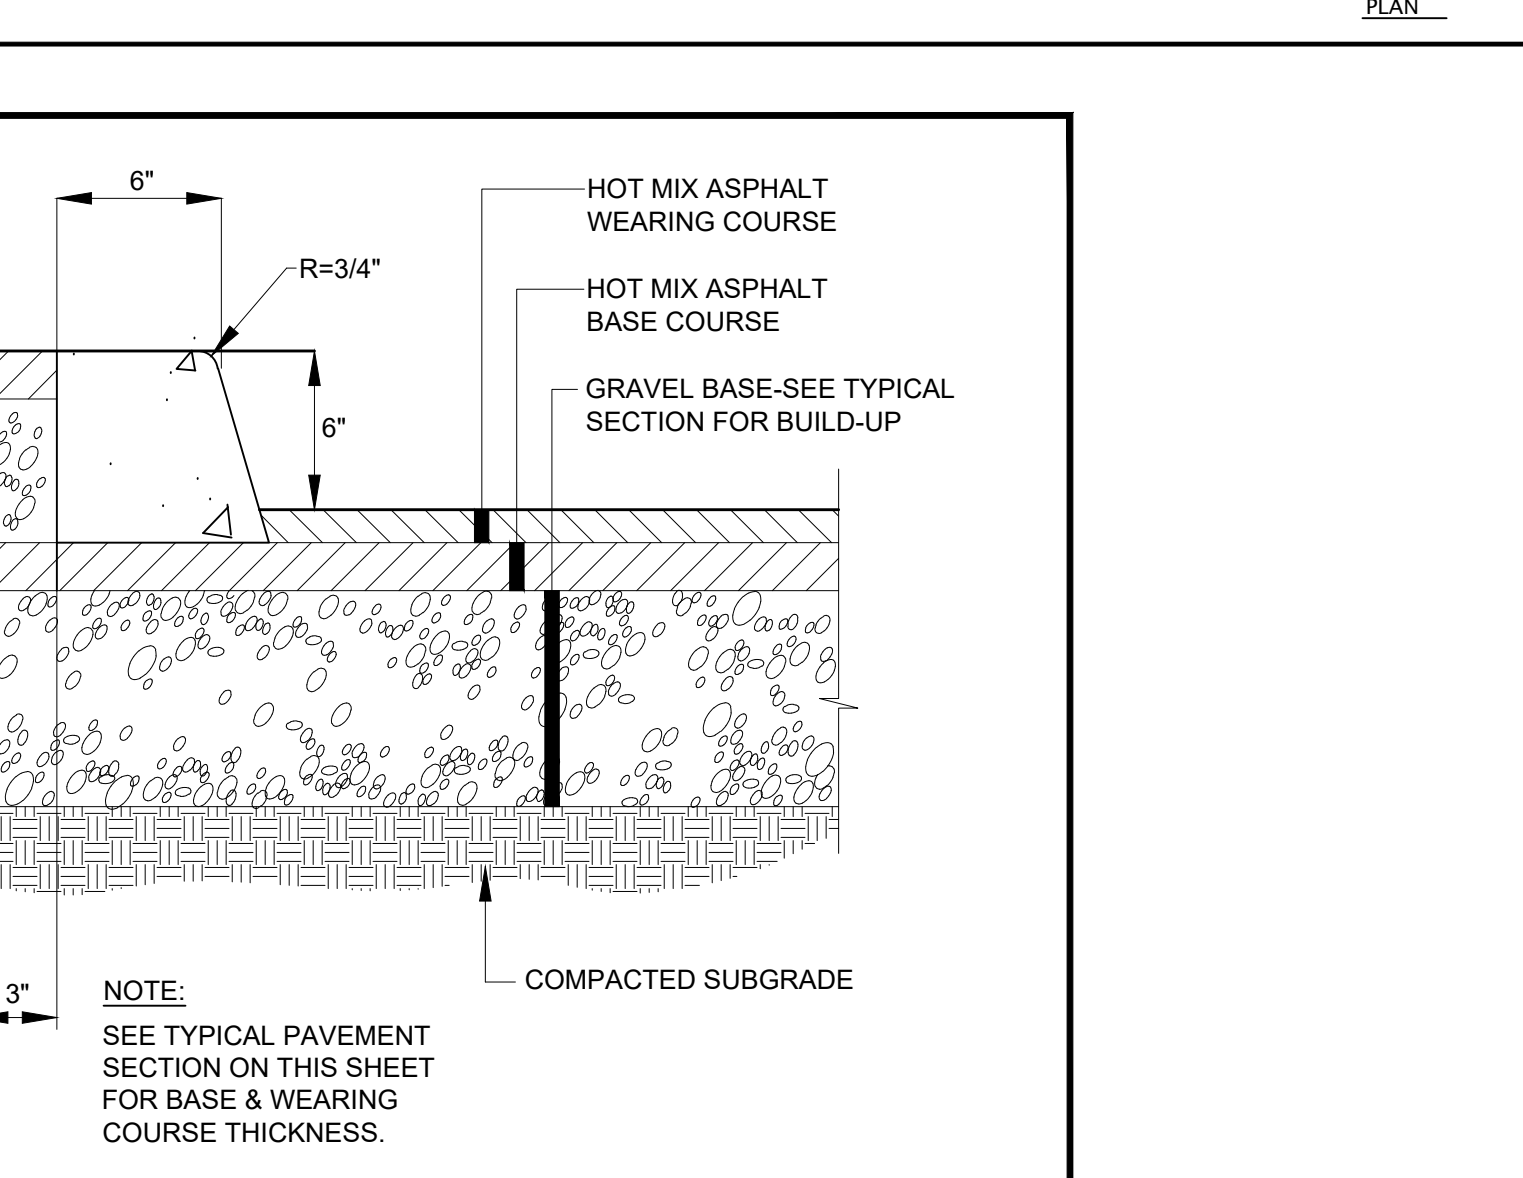 PLAN
6"
HOT MIX ASPHALT
WEARING COURSE
R=3/4"
HOT MIX ASPHALT
BASE COURSE
GRAVEL BASE-SEE TYPICAL
SECTION FOR BUILD-UP
6"
COMPACTED SUBGRADE
3"
NOTE:
SEE TYPICAL PAVEMENT
SECTION ON THIS SHEET
FOR BASE & WEARING
COURSE THICKNESS.